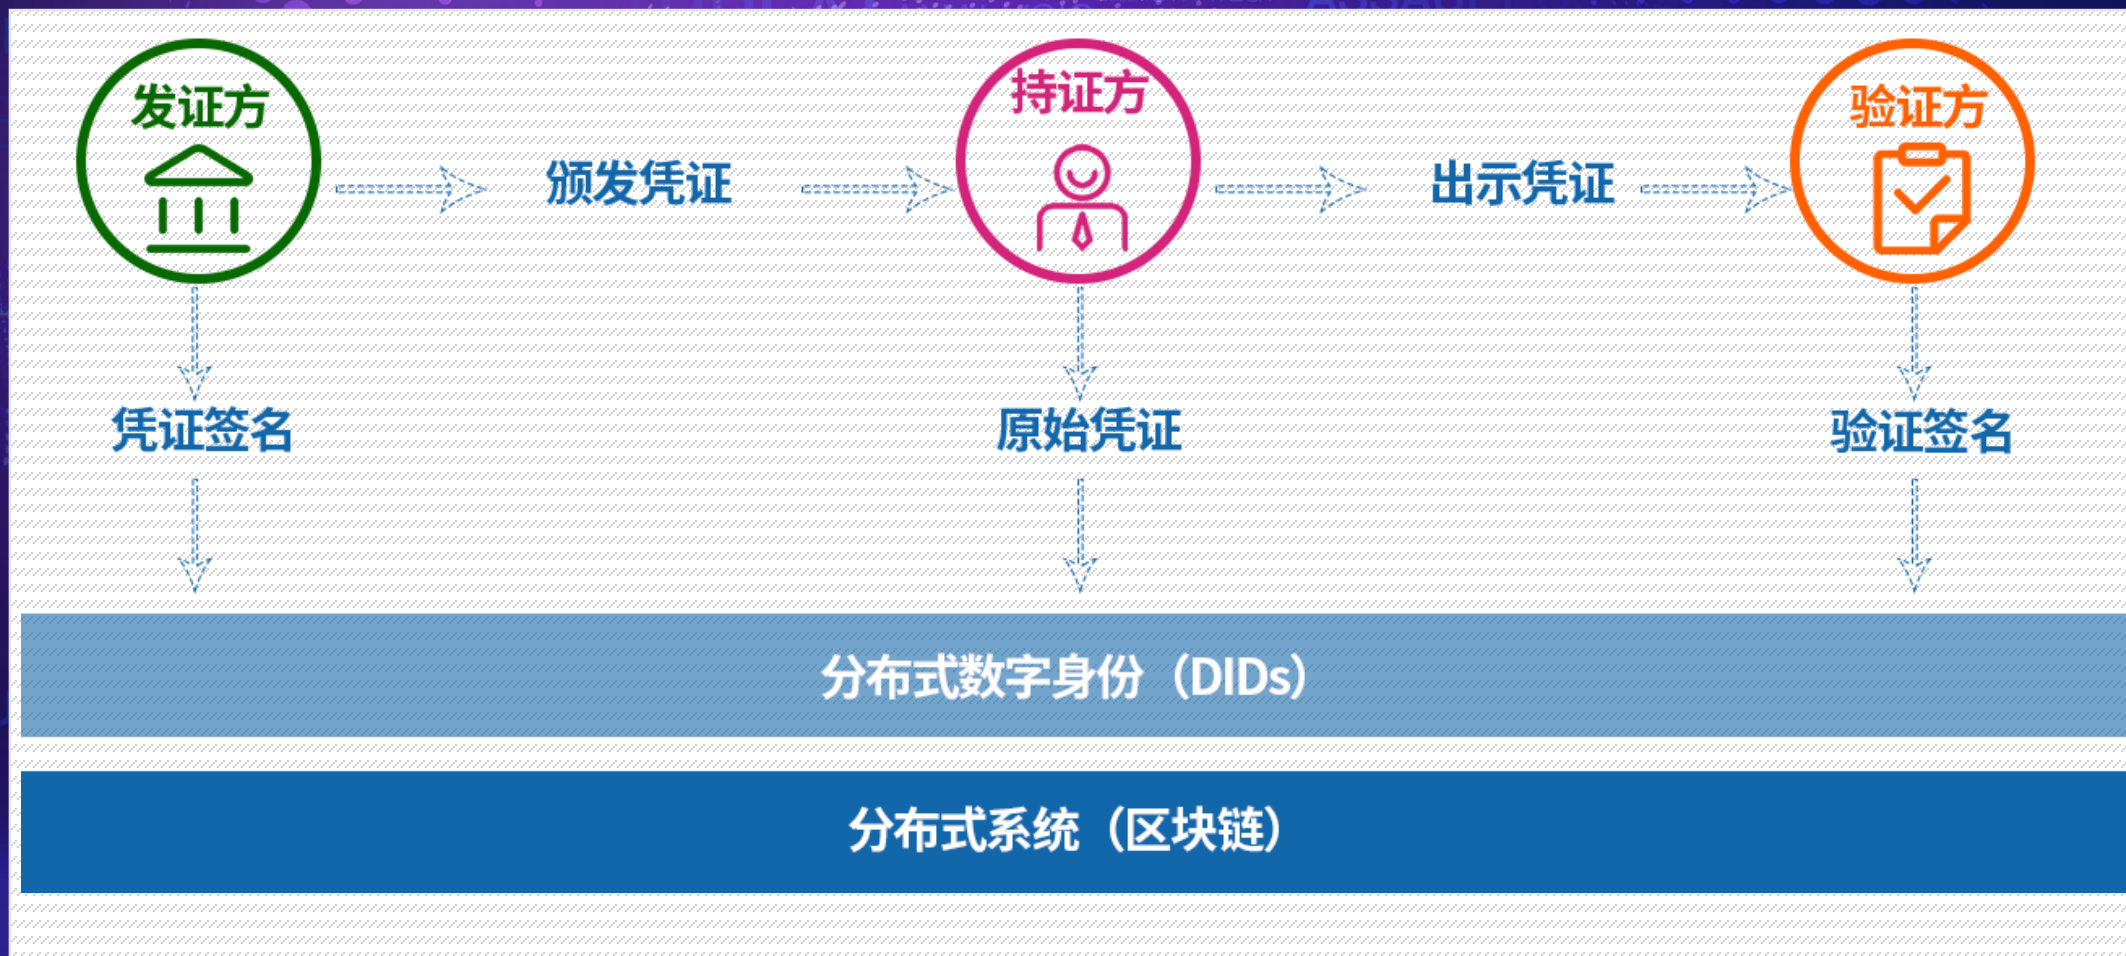 发证方
持证方
验证方
颁发凭证
出示凭证
凭证签名
原始凭证
验证签名
分布式数字身份（DIDs）
分布式系统（区块链）